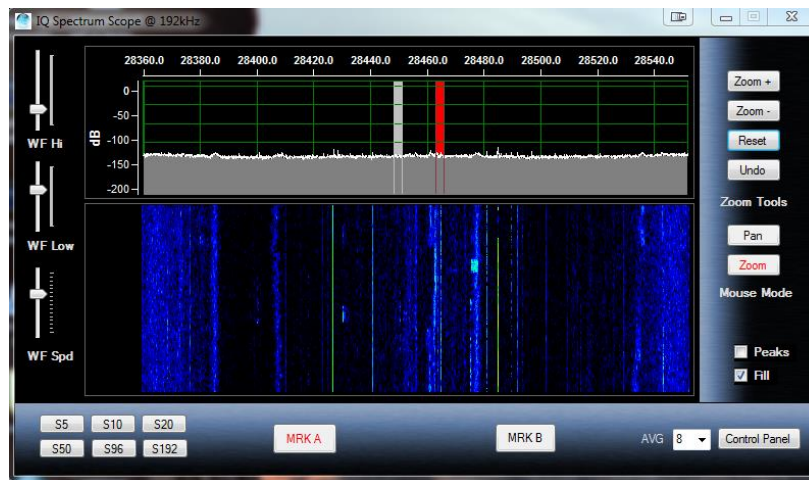 IQ Spectrum Scope @ 192kHz
28360.0 28380.0 28400.0 28420.0 28440.0 28460.0 28480.0 28500.0 28520.0 28540.0
0
-50
-100
-150
-200
dB
WF Hi
WF Low
WF Spd
Zoom +
Zoom -
Reset
Undo
Zoom Tools
Pan
Zoom
Mouse Mode
Peaks
Fill
S5 S10 S20
S50 S96 S192
MRK A
MRK B
AVG 8 Control Panel